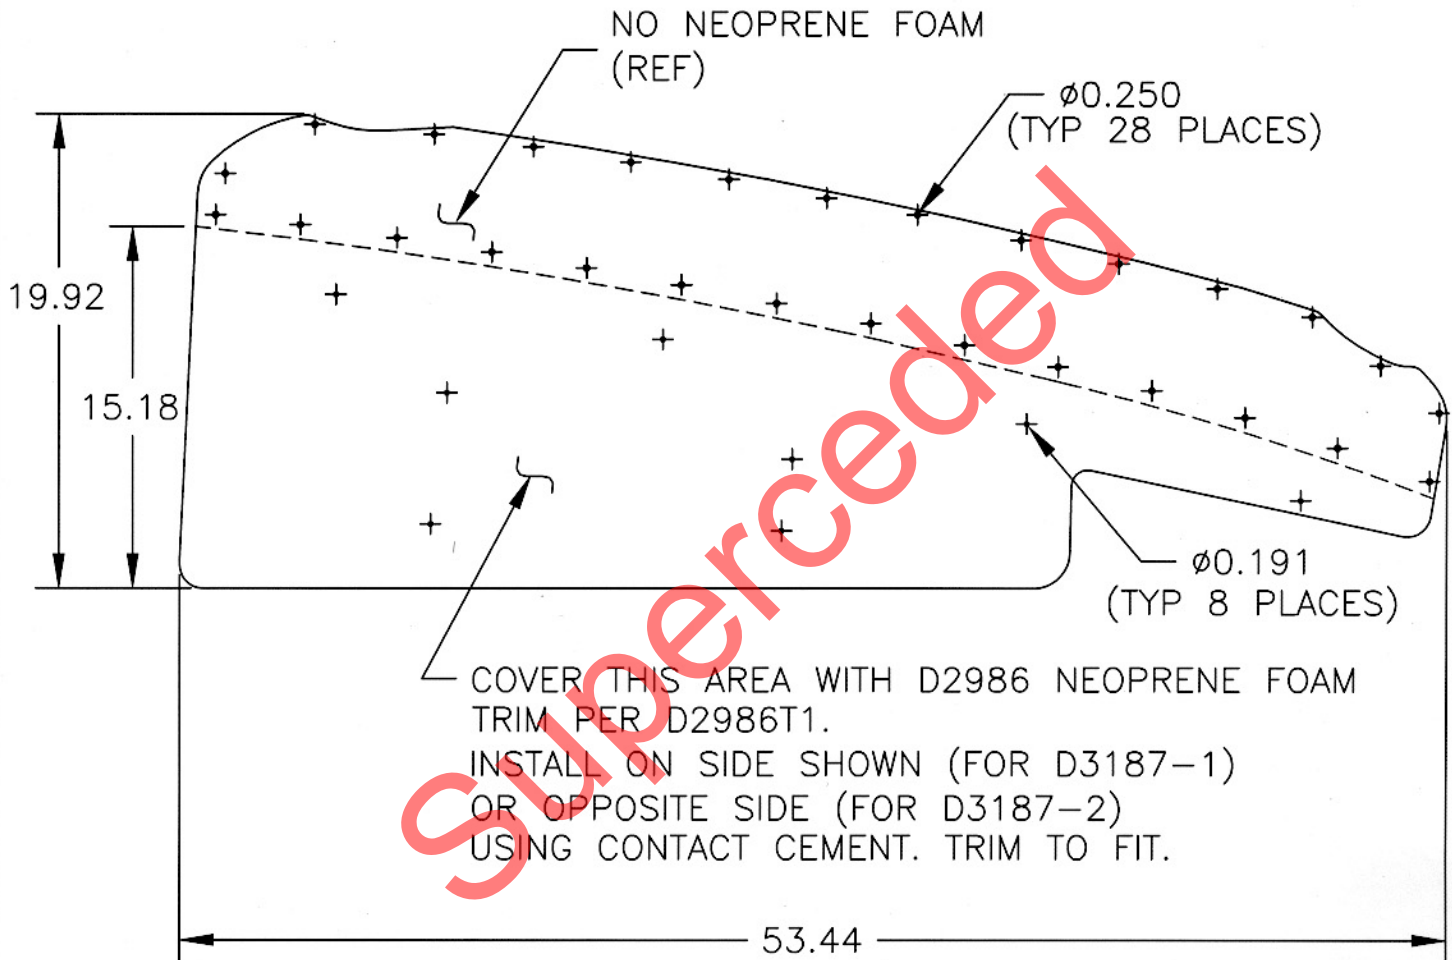 NO NEOPRENE FOAM
(REF)
ø0.250
(TYP 28 PLACES)
19.92
15.18
ø0.191
(TYP 8 PLACES)
COVER THIS AREA WITH D2986 NEOPRENE FOAM
TRIM PER D2986T1.
INSTALL ON SIDE SHOWN (FOR D3187-1)
OR OPPOSITE SIDE (FOR D3187-2)
USING CONTACT CEMENT. TRIM TO FIT.
53.44
Superceded